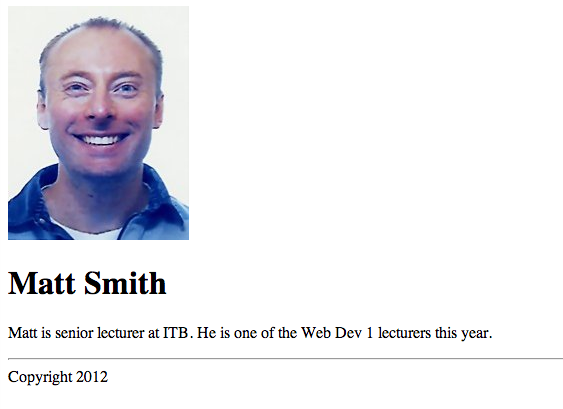 Matt Smith
Matt is senior lecturer at ITB. He is one of the Web Dev 1 lecturers this year.
Copyright 2012